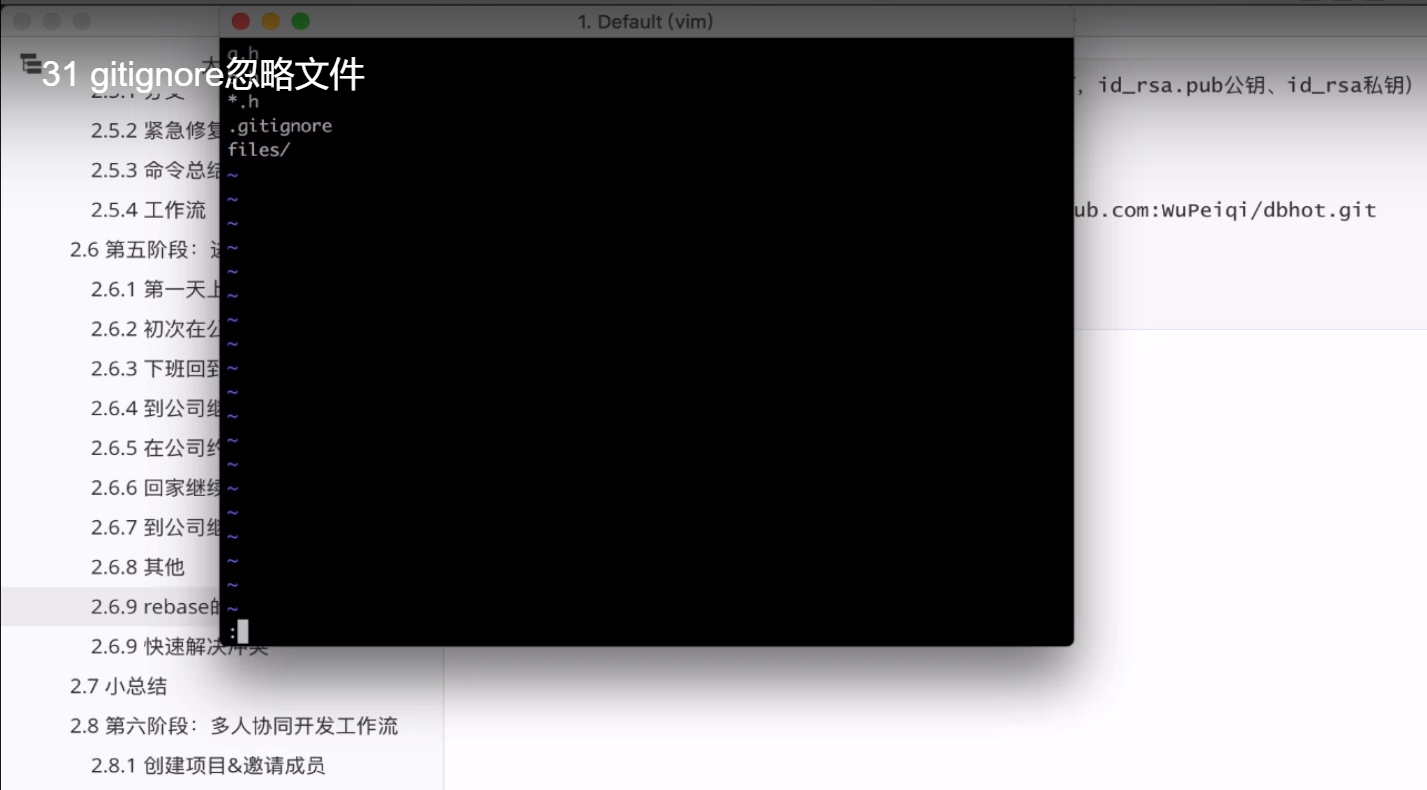 1. Default (vim)
31 gitignore忽略文件
*.h
.gitignore
files/
:
，id_rsa.pub公钥、id_rsa私钥)
ub.com:WuPeiqi/dbhot.git
2.5.2 紧急修复
2.5.3 命令总结
2.5.4 工作流
2.6 第五阶段：
2.6.1 第一天上
2.6.2 初次在公
2.6.3 下班回到
2.6.4 到公司继
2.6.5 在公司约
2.6.6 回家继续
2.6.7 到公司继
2.6.8 其他
2.6.9 rebase的
2.6.9 快速解决冲突
2.7 小总结
2.8 第六阶段：多人协同开发工作流
2.8.1 创建项目&邀请成员